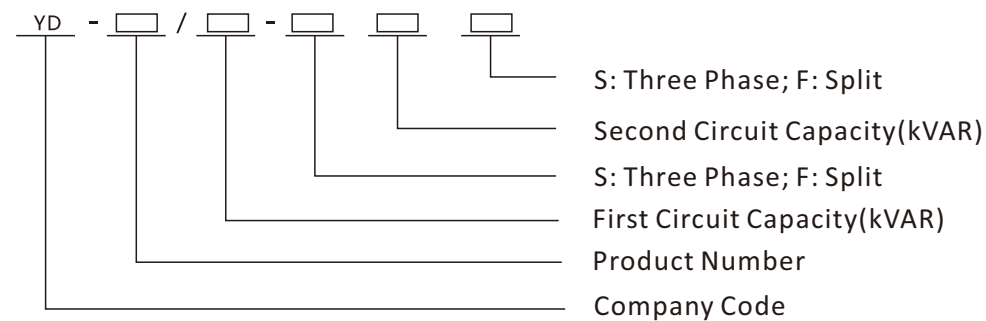 YD - / -
S: Three Phase; F: Split
Second Circuit Capacity(kVAR)
S: Three Phase; F: Split
First Circuit Capacity(kVAR)
Product Number
Company Code